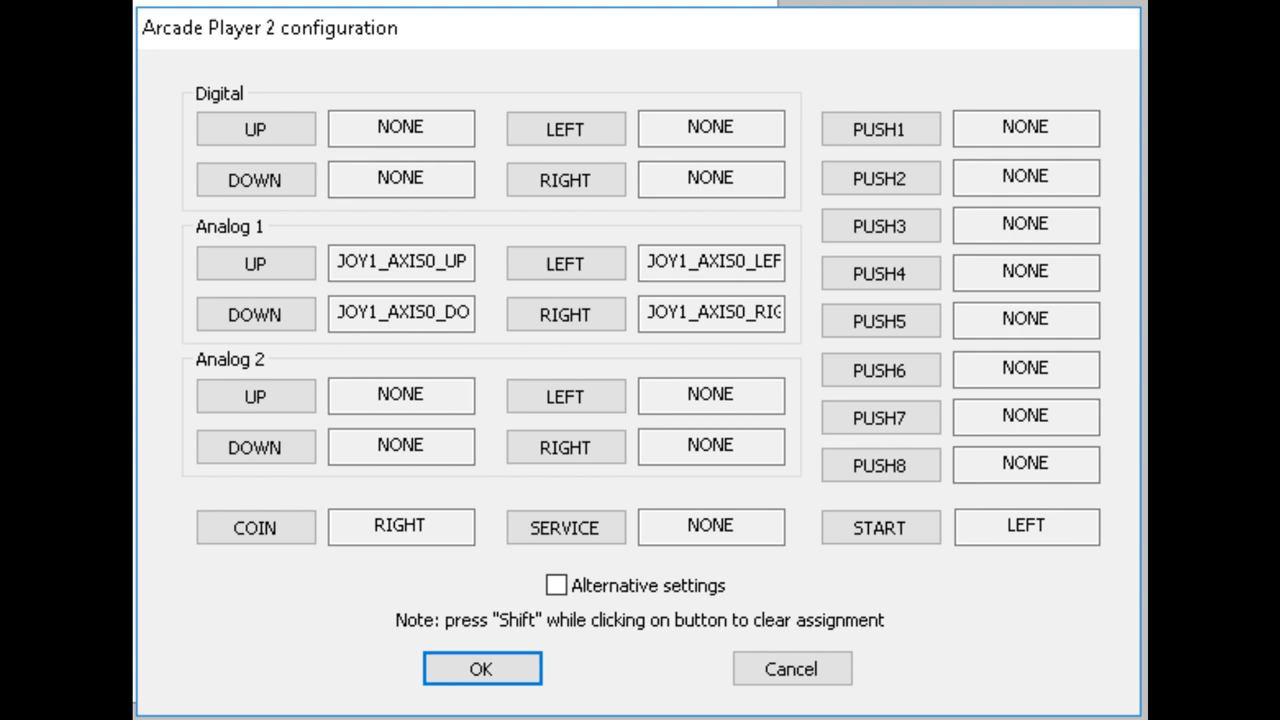 Arcade Player 2 configuration
Digital
UP NONE LEFT NONE PUSH1 NONE
DOWN NONE RIGHT NONE PUSH2 NONE
Analog 1
PUSH3 NONE
UP JOY1_AXIS0_UP LEFT JOY1_AXIS0_LEF PUSH4 NONE
DOWN JOY1_AXIS0_DO RIGHT JOY1_AXIS0_RIG PUSH5 NONE
Analog 2
PUSH6 NONE
UP NONE LEFT NONE PUSH7 NONE
DOWN NONE RIGHT NONE PUSH8 NONE
COIN RIGHT SERVICE NONE START LEFT
Alternative settings
Note: press "Shift" while clicking on button to clear assignment
OK Cancel